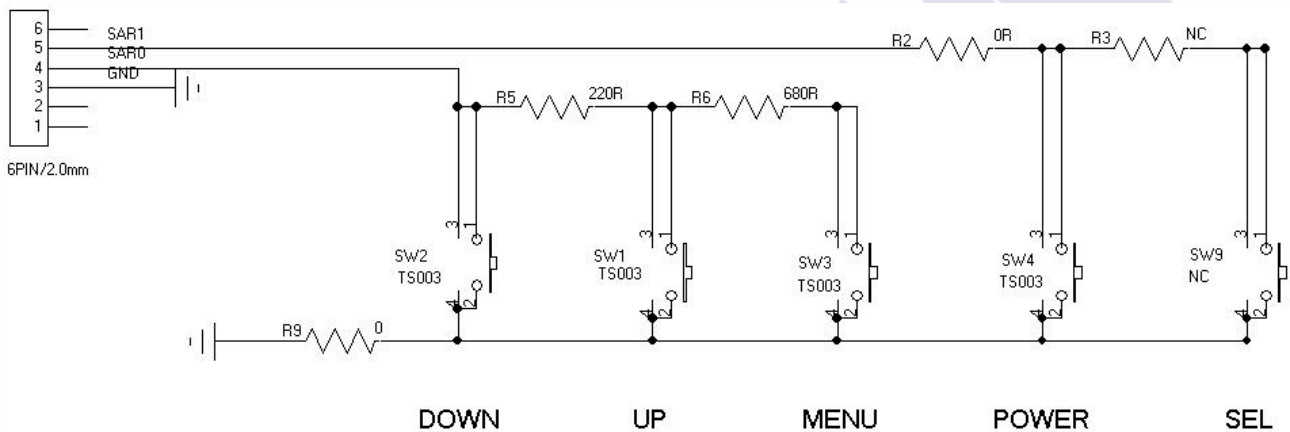 6
SAR1
5
SAR0
4
GND
3
2
1
6PIN/2.0mm
R2
0R
R3
NC
R5
220R
R6
680R
3 1
3 1
3 1
3 1
3 1
SW2
TS003
SW1
TS003
SW3
TS003
SW4
TS003
SW9
NC
4 2
4 2
4 2
4 2
4 2
R9
0
DOWN UP MENU POWER SEL